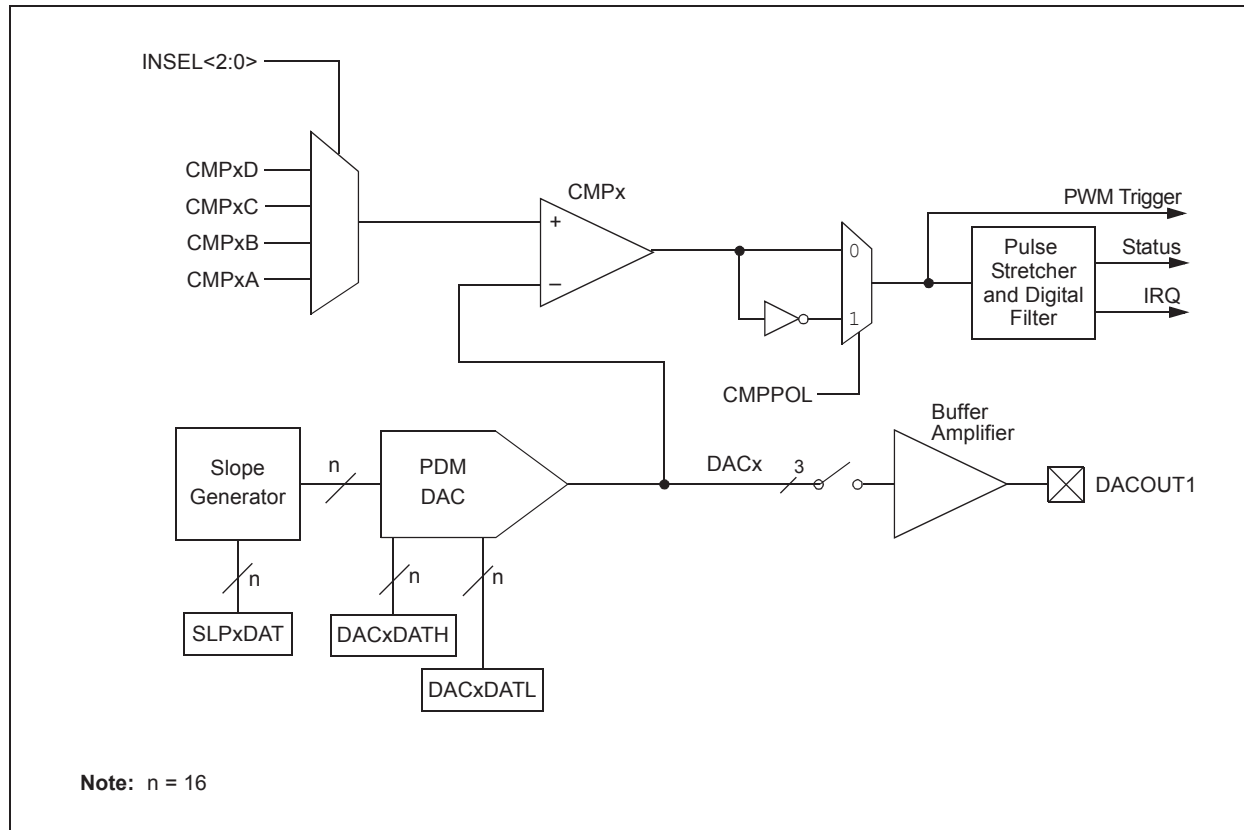 INSEL<2:0>
CMPxD
CMPxC
CMPxB
CMPxA
CMPx
+
–
0
1
CMPPOL
PWM Trigger
Pulse
Stretcher
and Digital
Filter
Status
IRQ
Slope
Generator
n
PDM
DAC
DACx
3
Buffer
Amplifier
DACOUT1
n
n
n
SLPxDAT
DACxDATH
DACxDATL
Note: n = 16